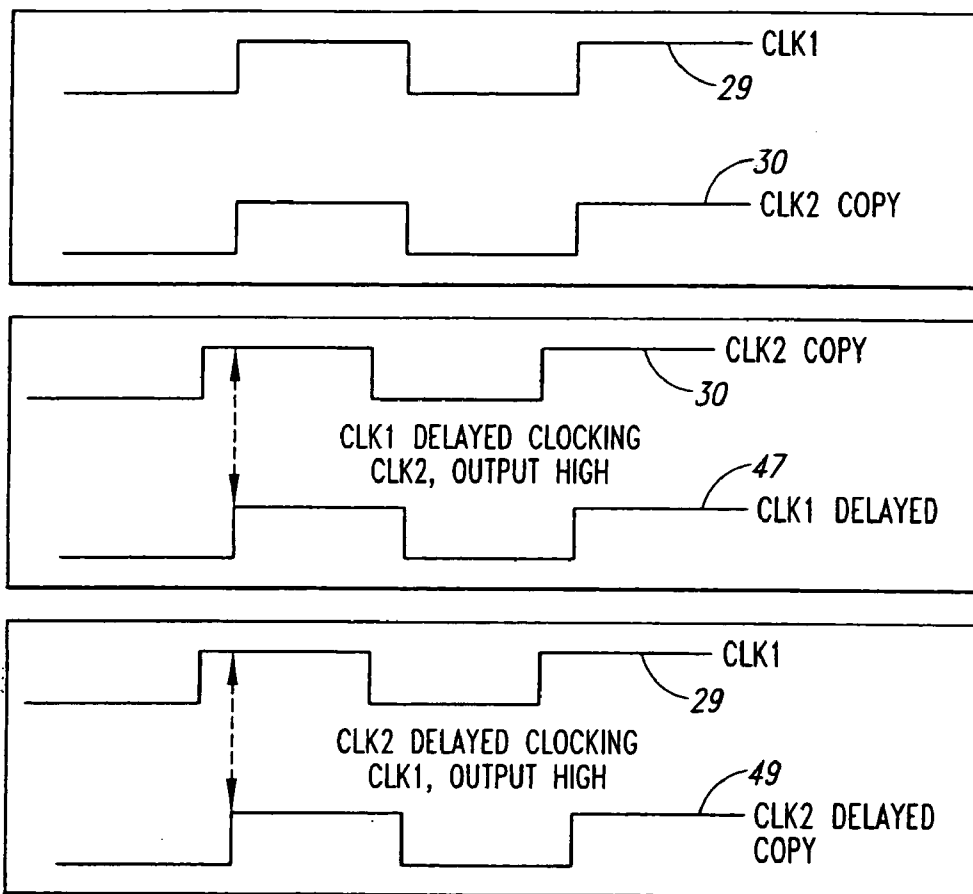 CLK1
29
30
CLK2 COPY
CLK2 COPY
30
CLK1 DELAYED CLOCKING
CLK2, OUTPUT HIGH
47
CLK1 DELAYED
CLK1
29
CLK2 DELAYED CLOCKING
CLK1, OUTPUT HIGH
49
CLK2 DELAYED
COPY